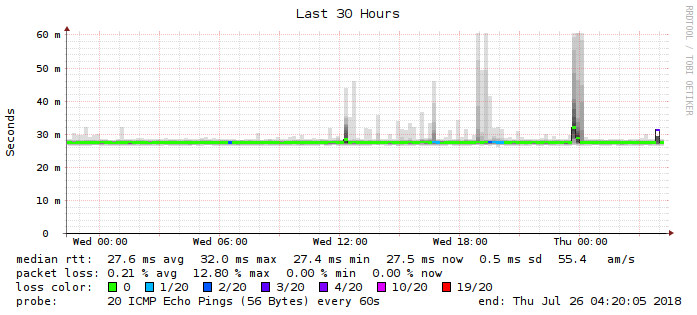 Last 30 Hours
RRDTOOL / TOBI OETIKER
Seconds
60 m
50 m
40 m
30 m
20 m
10 m
0
Wed 00:00 Wed 06:00 Wed 12:00 Wed 18:00 Thu 00:00
median rtt: 27.6 ms avg 32.0 ms max 27.4 ms min 27.5 ms now 0.5 ms sd 55.4 am/s
packet loss: 0.21 % avg 12.80 % max 0.00 % min 0.00 % now
loss color: 0 1/20 2/20 3/20 4/20 10/20 19/20
probe: 20 ICMP Echo Pings (56 Bytes) every 60s end: Thu Jul 26 04:20:05 2018